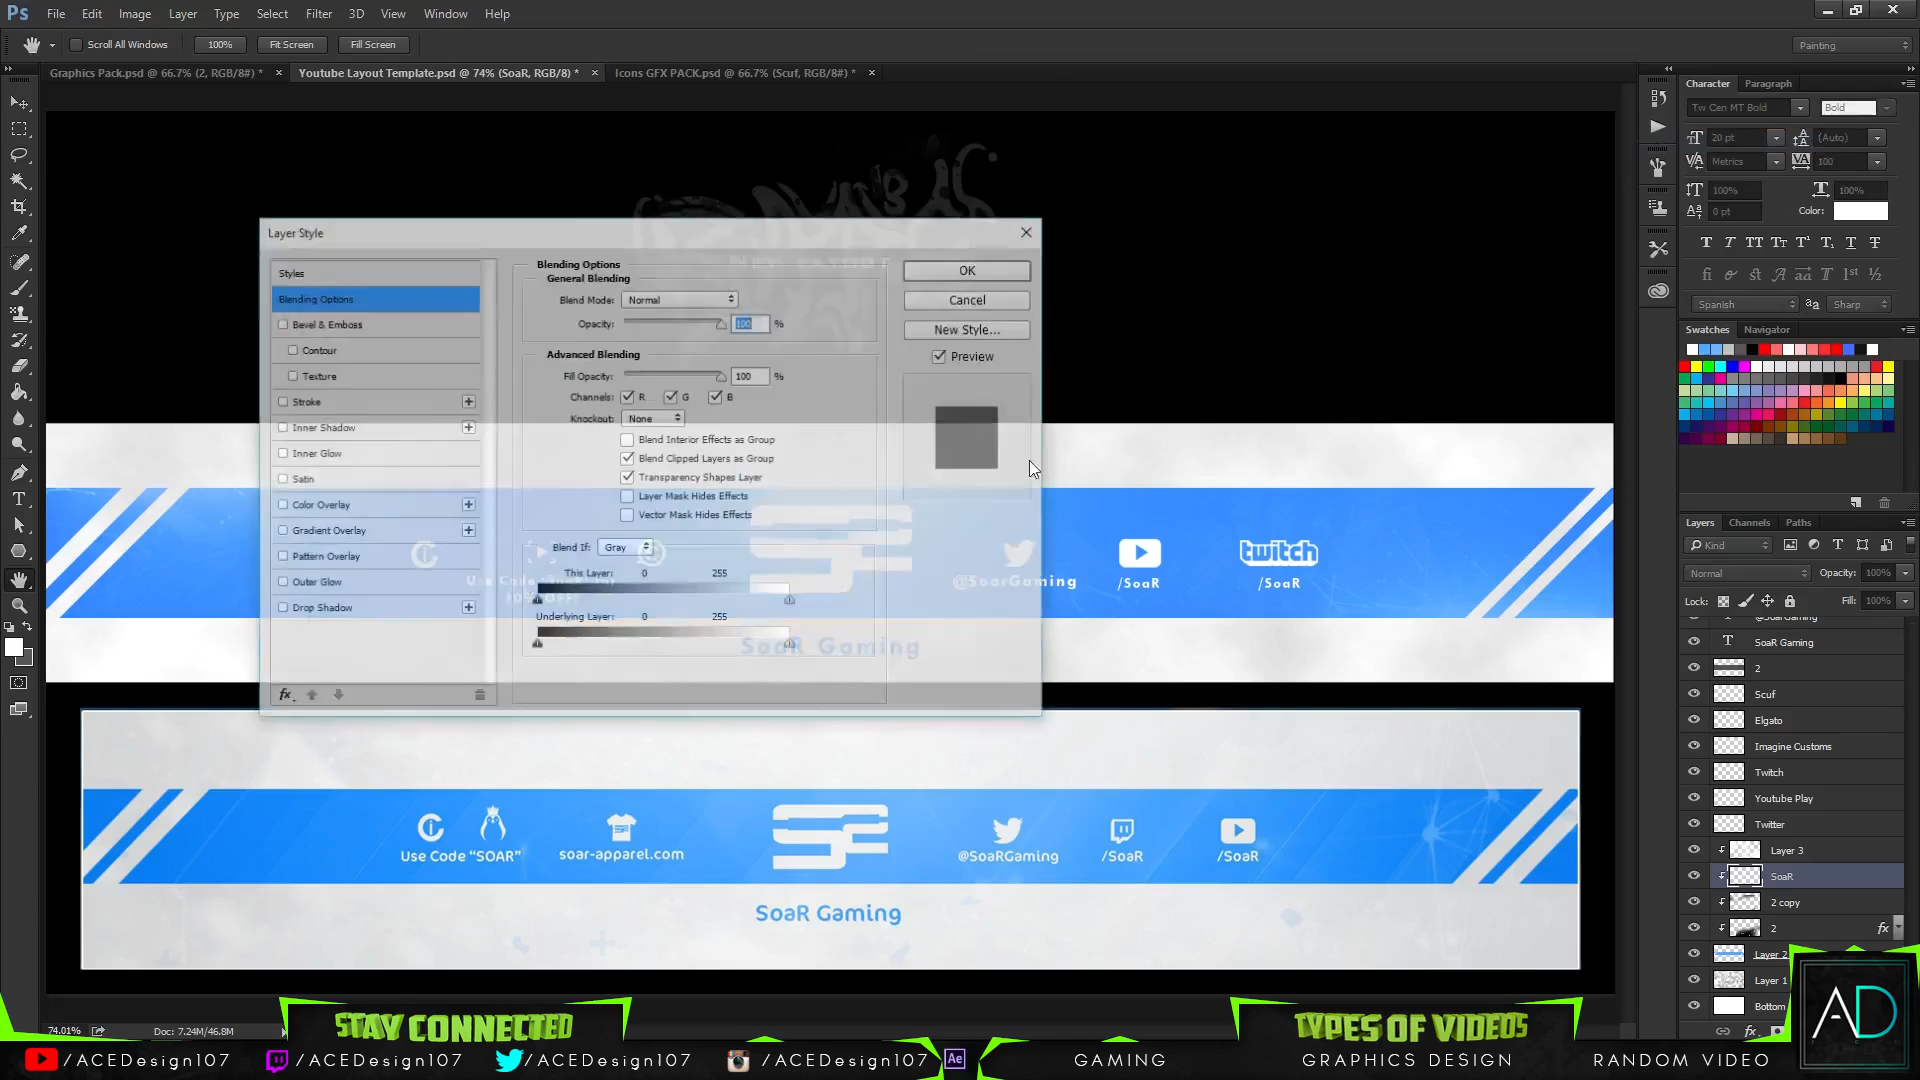 Ps File Edit Image Layer Type Select Filter 3D View Window Help
Scroll All Windows 100% Fit Screen Fill Screen Painting
Graphics Pack.psd @ 66.7% (2, RGB/8#) * × Youtube Layout Template.psd @ 74% (SoaR, RGB/8) * × Icons GFX PACK.psd @ 66.7% (Scuf, RGB/8#) * ×
Character Paragraph
Tw Cen MT Bold Bold
20 pt (Auto)
Metrics 100
100% 100%
0 pt Color:
Spanish Sharp
Swatches Navigator
Layers Channels Paths
Kind
Normal Opacity: 100%
Lock: Fill: 100%
@SoarGaming
SoaR Gaming
2
Scuf
Elgato
Imagine Customs
Twitch
Youtube Play
Twitter
Layer 3
SoaR
2 copy
2 fx
Layer 2
Layer 1
Bottom
Layer Style
Styles
Blending Options
Bevel & Emboss
Contour
Texture
Stroke
Inner Shadow
Inner Glow
Satin
Color Overlay
Gradient Overlay
Pattern Overlay
Outer Glow
Drop Shadow
fx
Blending Options
General Blending
Blend Mode: Normal
Opacity: 100 %
Advanced Blending
Fill Opacity: 100 %
Channels: R G B
Knockout: None
Blend Interior Effects as Group
Blend Clipped Layers as Group
Transparency Shapes Layer
Layer Mask Hides Effects
Vector Mask Hides Effects
Blend If: Gray
This Layer: 0 255
Underlying Layer: 0 255
OK
Cancel
New Style...
Preview
twitch
@SoarGaming /SoaR /SoaR
SoaR Gaming
Use Code “SOAR” soar-apparel.com @SoaRGaming /SoaR /SoaR
SoaR Gaming
74.01% Doc: 7.24M/46.8M
STAY CONNECTED TYPES OF VIDEOS
/ACEDesign107 /ACEDesign107 /ACEDesign107 /ACEDesign107 Ae GAMING GRAPHICS DESIGN RANDOM VIDEO
AD